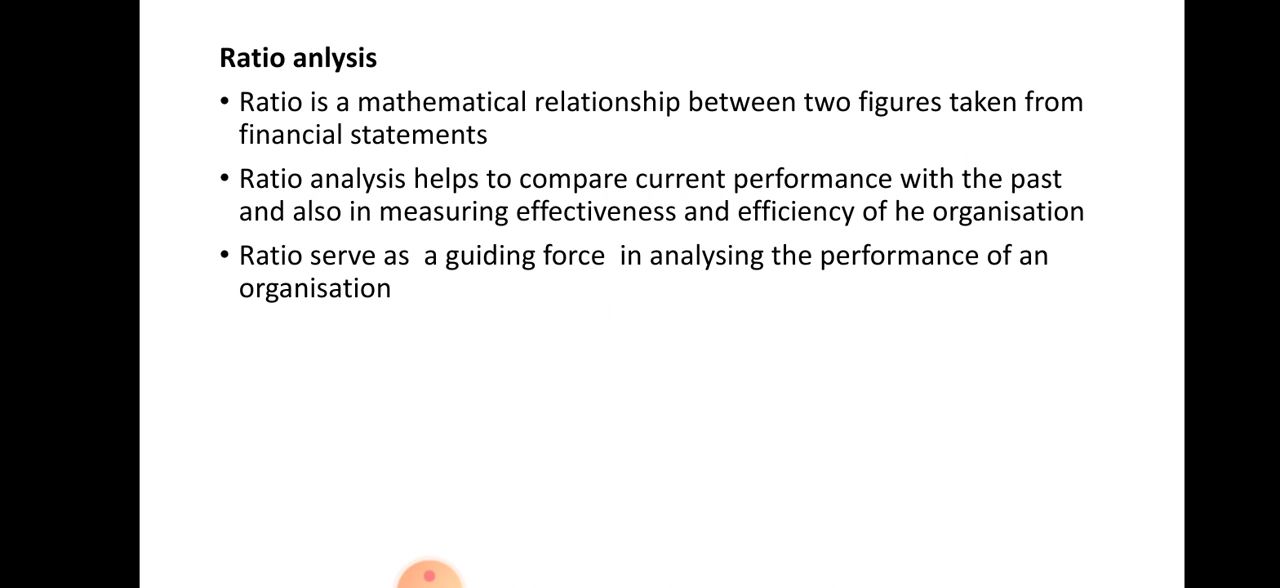 Ratio anlysis
• Ratio is a mathematical relationship between two figures taken from
financial statements
• Ratio analysis helps to compare current performance with the past
and also in measuring effectiveness and efficiency of he organisation
• Ratio serve as  a guiding force  in analysing the performance of an
organisation